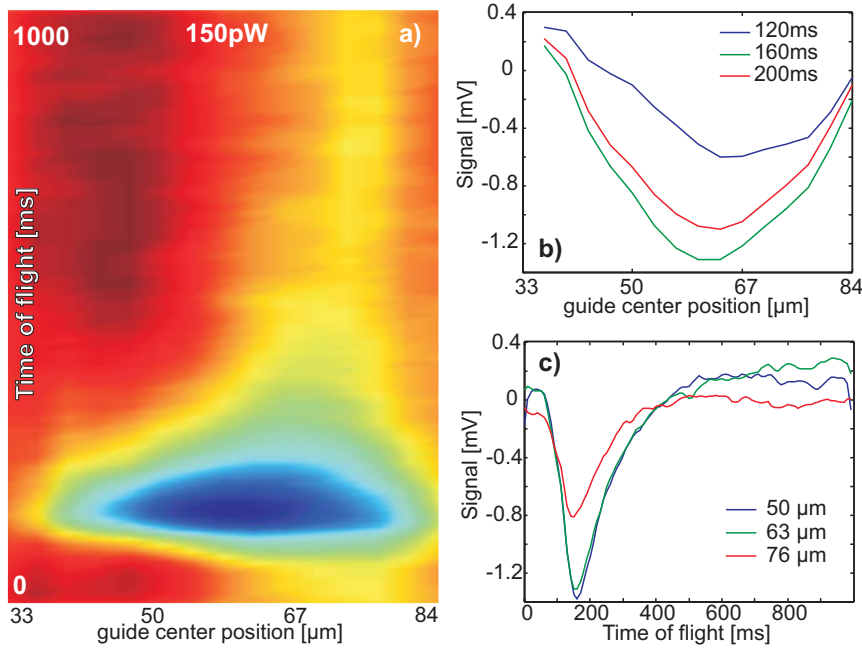 1000 150pW a)
Time of flight [ms]
0
33 50 67 84
guide center position [µm]
b)
120ms
160ms
200ms
0.4
0
-0.4
-0.8
-1.2
Signal [mV]
33 50 67 84
guide center position [µm]
c)
0.4
0
-0.4
-0.8
-1.2
Signal [mV]
50 µm
63 µm
76 µm
0 200 400 600 800
Time of flight [ms]